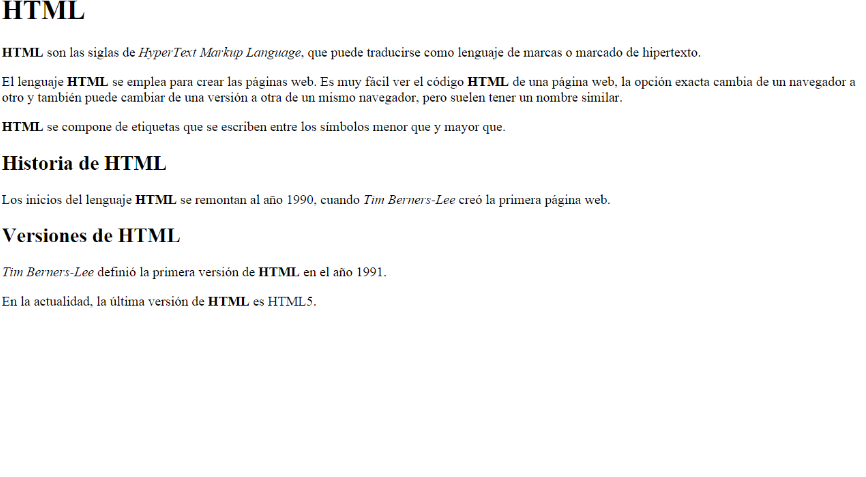 HTML
HTML son las siglas de HyperText Markup Language, que puede traducirse como lenguaje de marcas o marcado de hipertexto.
El lenguaje HTML se emplea para crear las páginas web. Es muy fácil ver el código HTML de una página web, la opción exacta cambia de un navegador a
otro y también puede cambiar de una versión a otra de un mismo navegador, pero suelen tener un nombre similar.
HTML se compone de etiquetas que se escriben entre los símbolos menor que y mayor que.
Historia de HTML
Los inicios del lenguaje HTML se remontan al año 1990, cuando Tim Berners-Lee creó la primera página web.
Versiones de HTML
Tim Berners-Lee definió la primera versión de HTML en el año 1991.
En la actualidad, la última versión de HTML es HTML5.